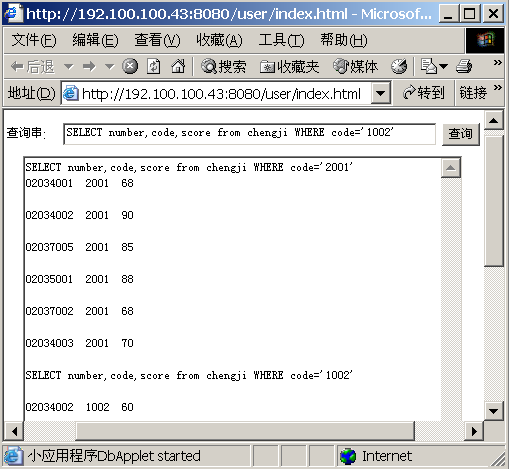 http://192.100.100.43:8080/user/index.html - Microsoft...
文件(F) 编辑(E) 查看(V) 收藏(A) 工具(T) 帮助(H)
后退 搜索 收藏夹 媒体 »
地址(D) http://192.100.100.43:8080/user/index.html 转到 链接 »
查询串: SELECT number,code,score from chengji WHERE code='1002' 查询
SELECT number,code,score from chengji WHERE code='2001'
02034001 2001 68
02034002 2001 90
02037005 2001 85
02035001 2001 88
02037002 2001 68
02034003 2001 70
SELECT number,code,score from chengji WHERE code='1002'
02034002 1002 60
小应用程序DbApplet started Internet